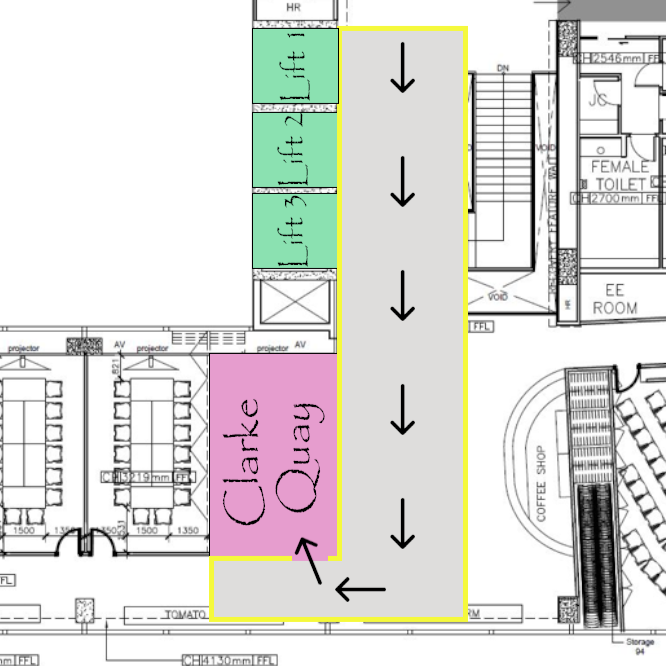 HR
Lift 1
DN
CH 2546mm FFL
JC
Lift 2
FEMALE
TOILET
CH 2700mm FFL
Lift 3
VOID
EE
ROOM
HR
FFL
projector
AV
projector
projector AV
821
Clarke
Quay
COFFEE SHOP
CH 3219mm FFL
1500
1350
1500
1350
FFL
TOMATO
RM
Storage
94
FFL
CH 4130mm FFL